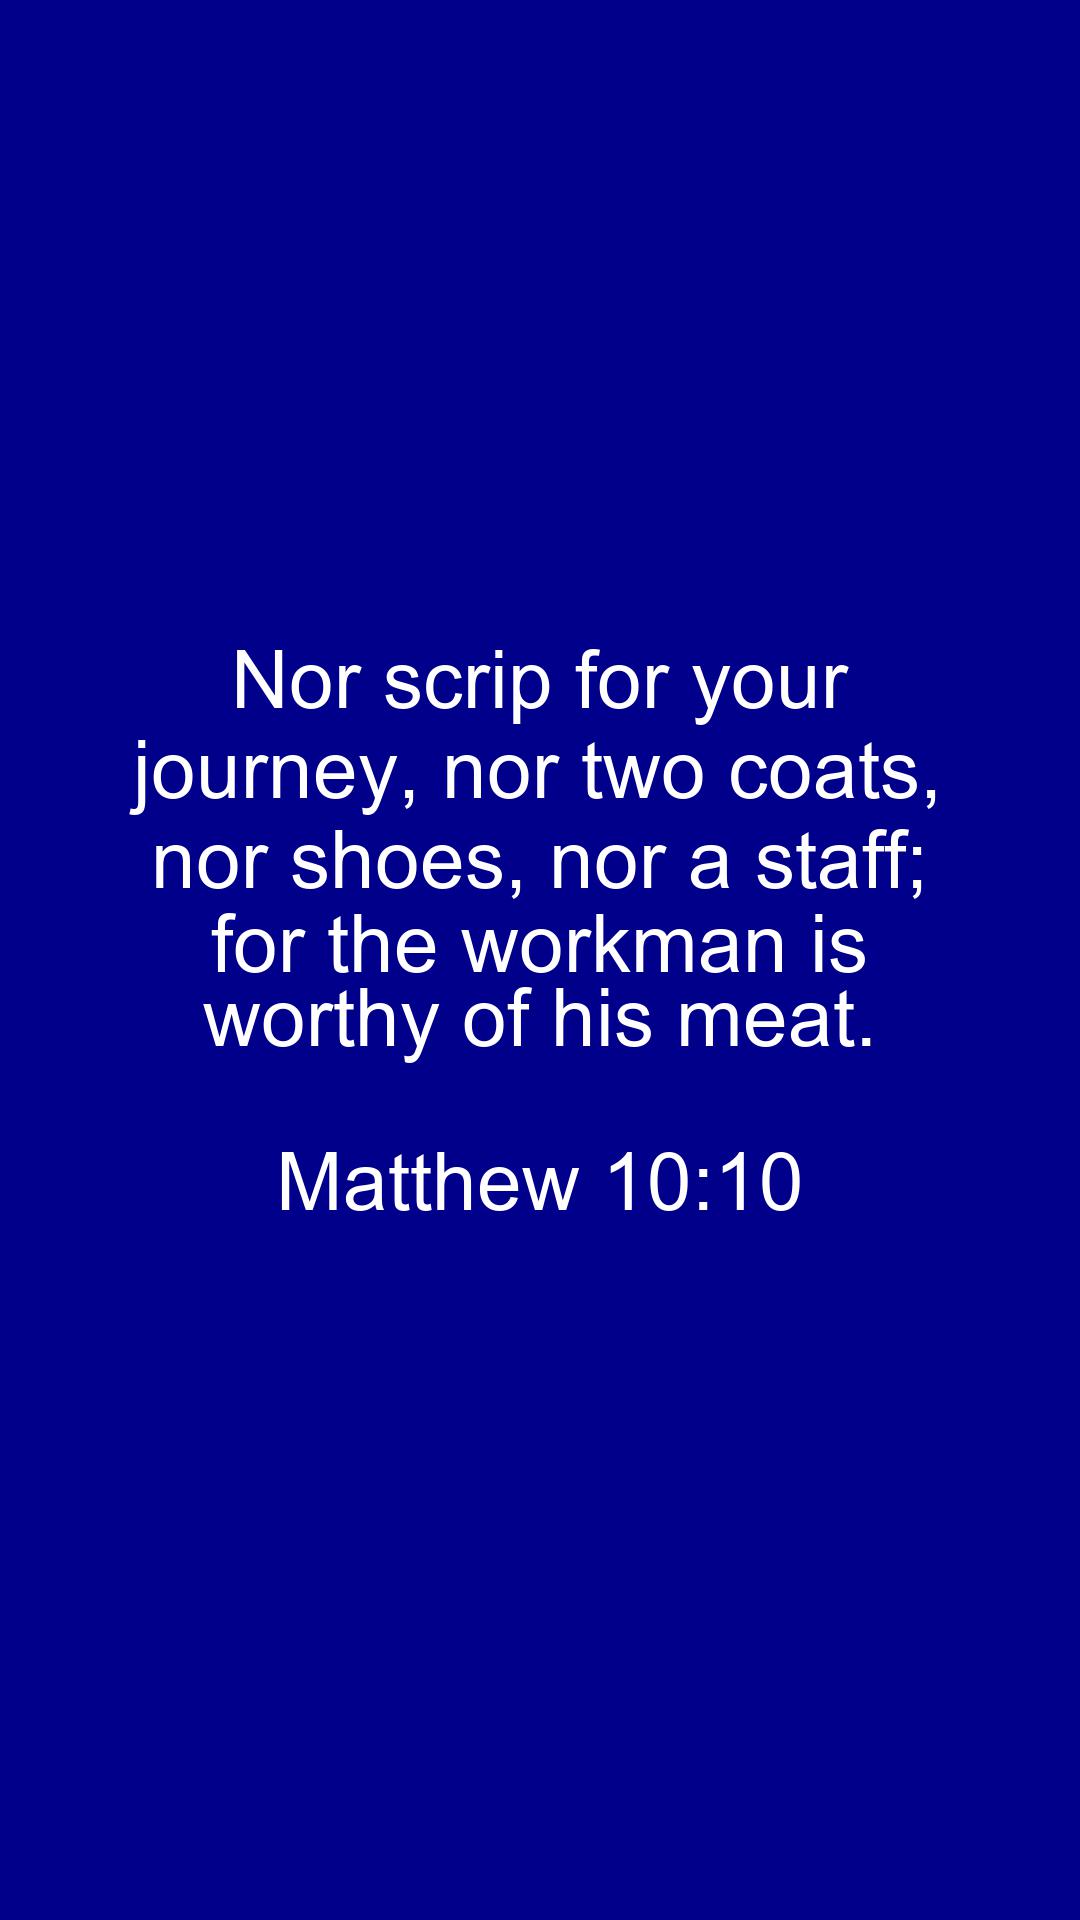 Nor scrip for your
journey, nor two coats,
nor shoes, nor a staff;
for the workman is
worthy of his meat.
Matthew 10:10